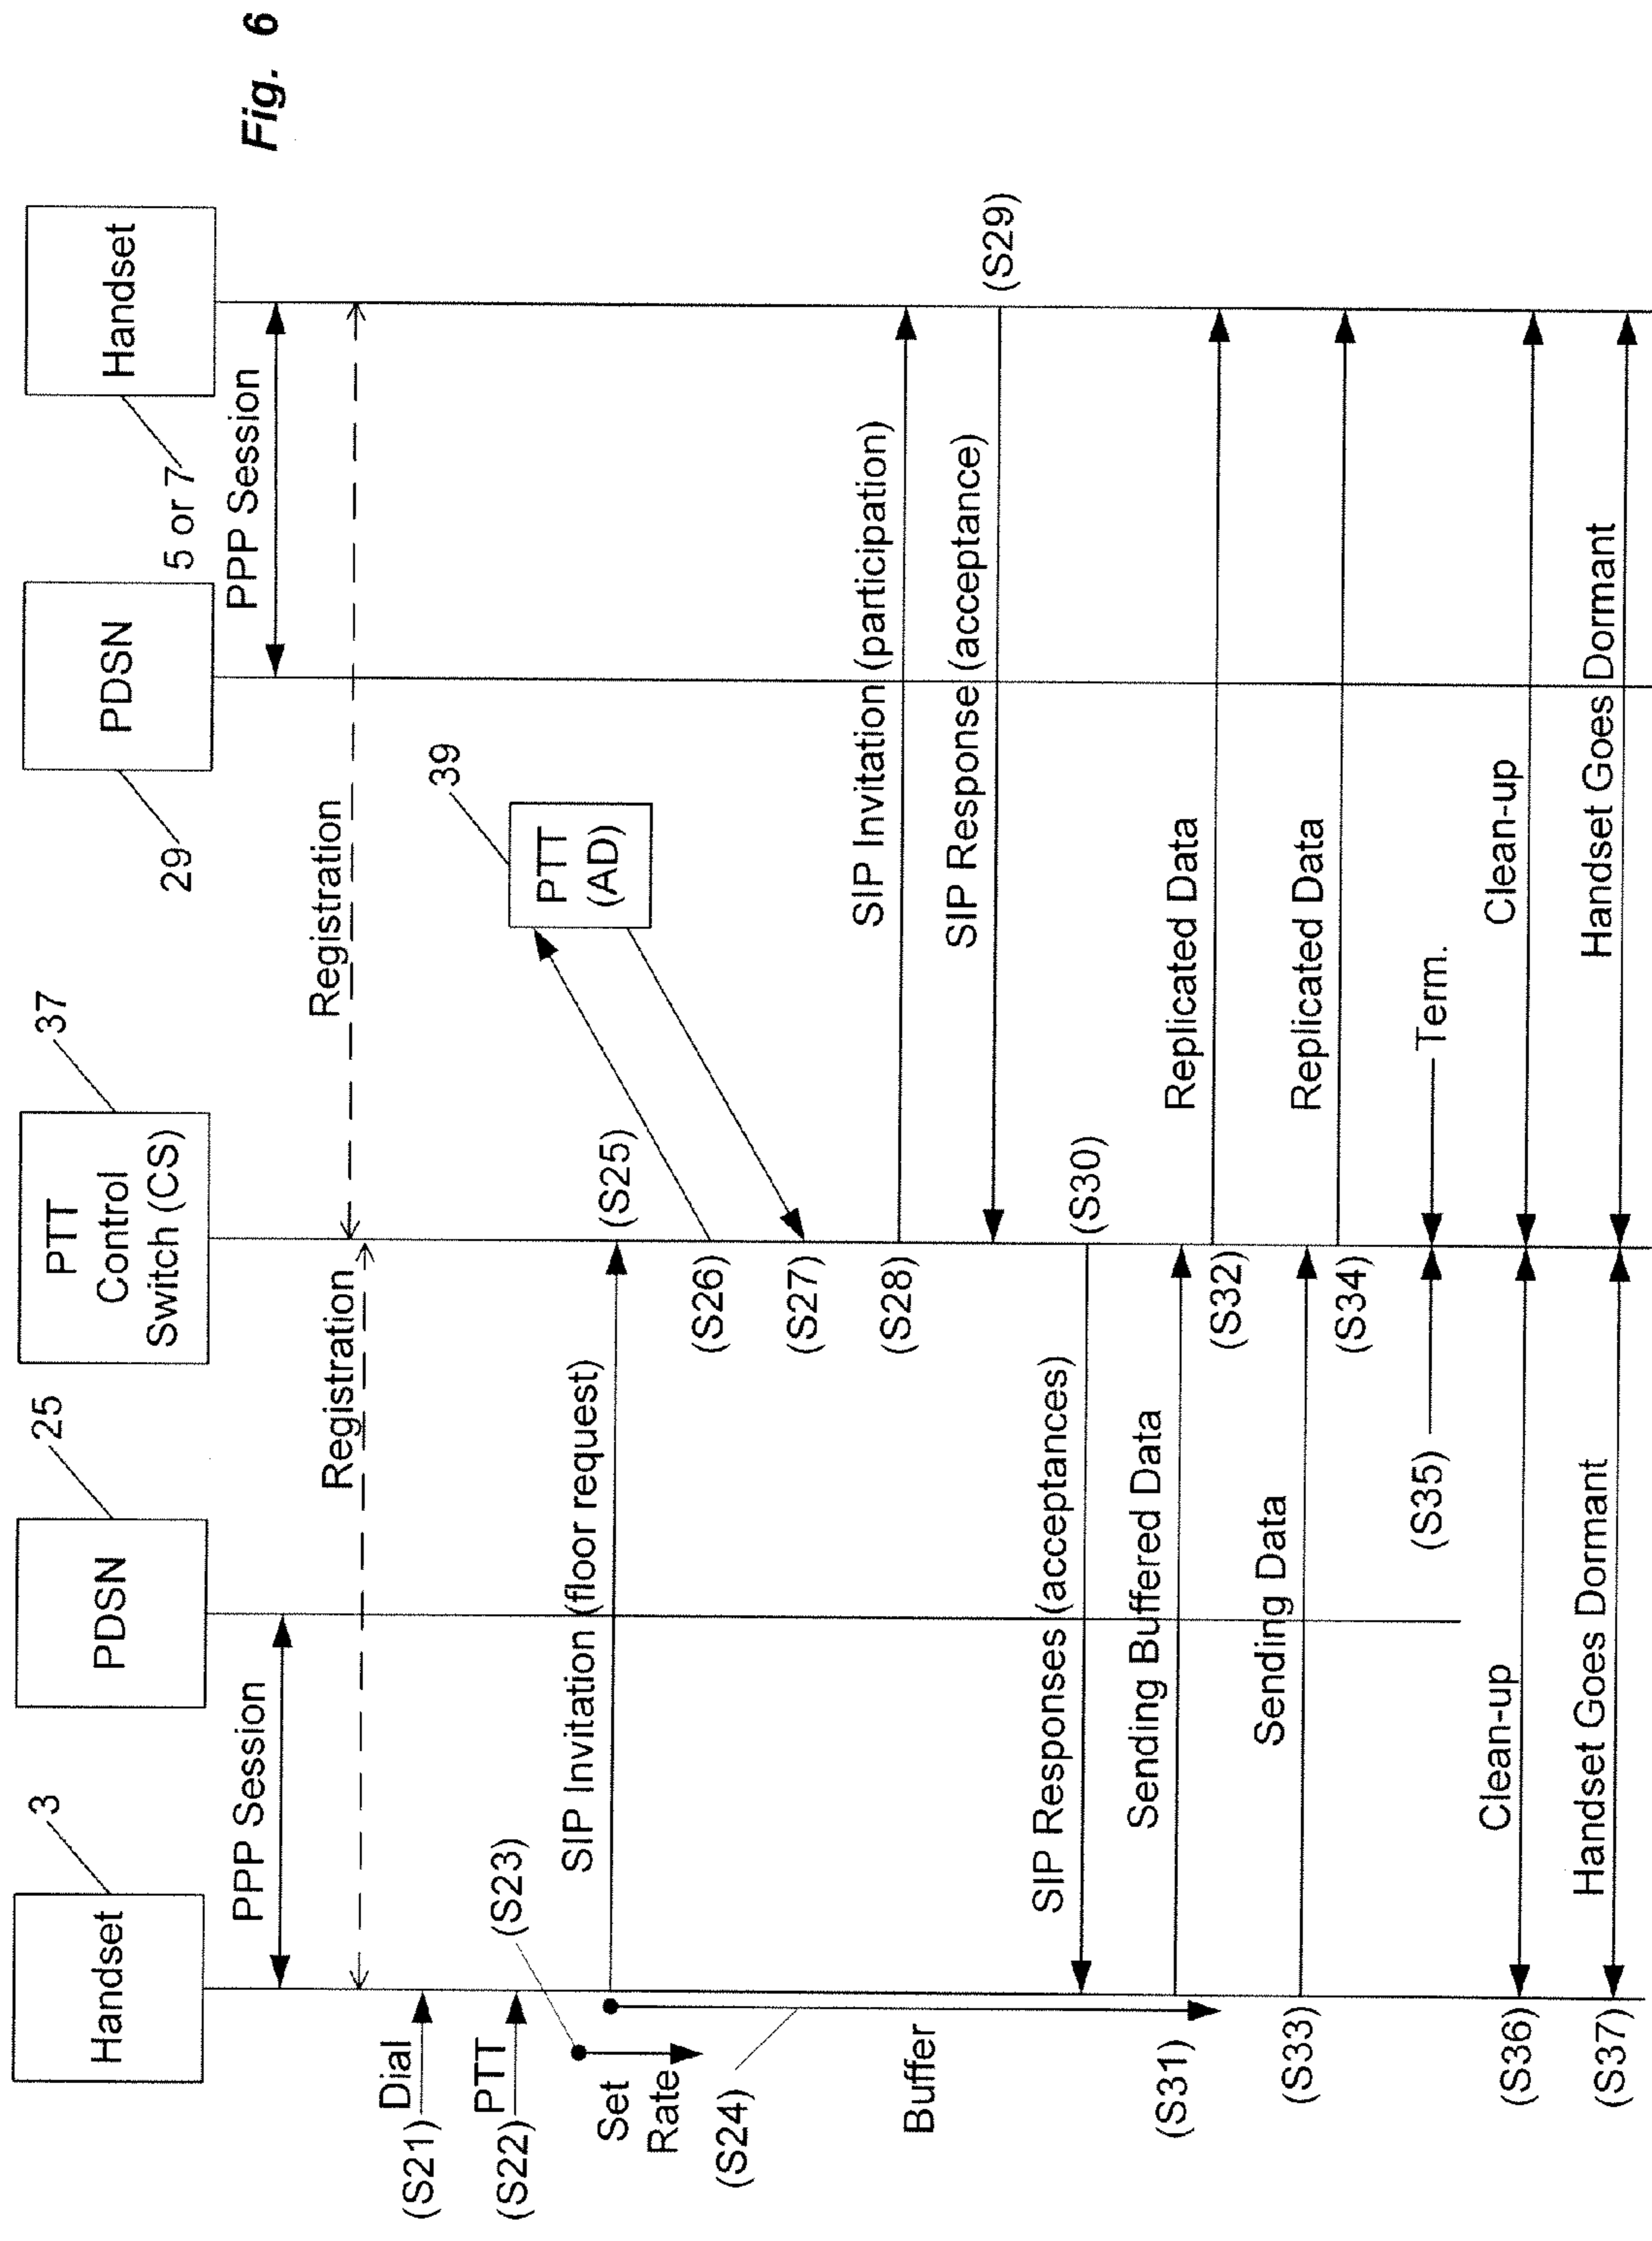 Fig. 6
Handset
3
PDSN
25
PTT
Control
Switch (CS)
37
PDSN
29
Handset
5 or 7
PPP Session
PPP Session
Registration
Registration
Dial
(S21)
PTT
(S22)
(S23)
Set
Rate
(S24)
Buffer
SIP Invitation (floor request)
(S25)
PTT
(AD)
39
(S26)
(S27)
(S28)
SIP Invitation (participation)
SIP Response (acceptance)
(S29)
(S30)
SIP Responses (acceptances)
Sending Buffered Data
(S31)
Replicated Data
(S32)
Sending Data
(S33)
Replicated Data
(S34)
(S35)
Term.
Clean-up
Clean-up
(S36)
Handset Goes Dormant
Handset Goes Dormant
(S37)